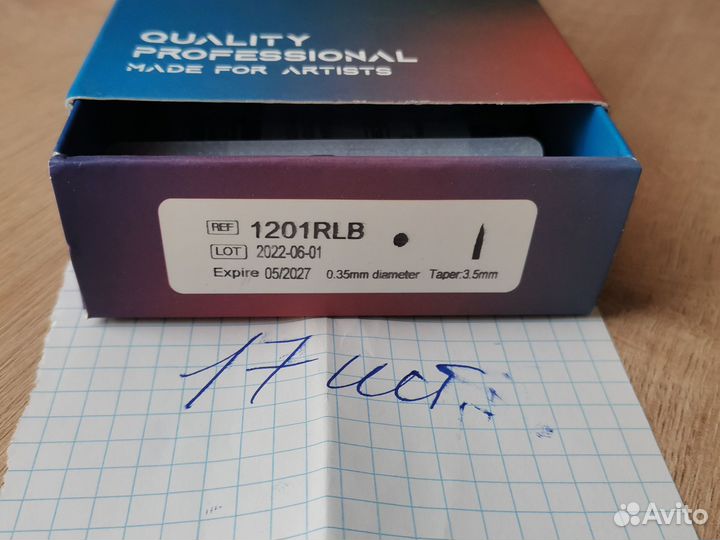 QUALITY
PROFESSIONAL
MADE FOR ARTISTS
REF 1201RLB
LOT 2022-06-01
Expire 05/2027 0.35mm diameter Taper:3.5mm
17
Avito